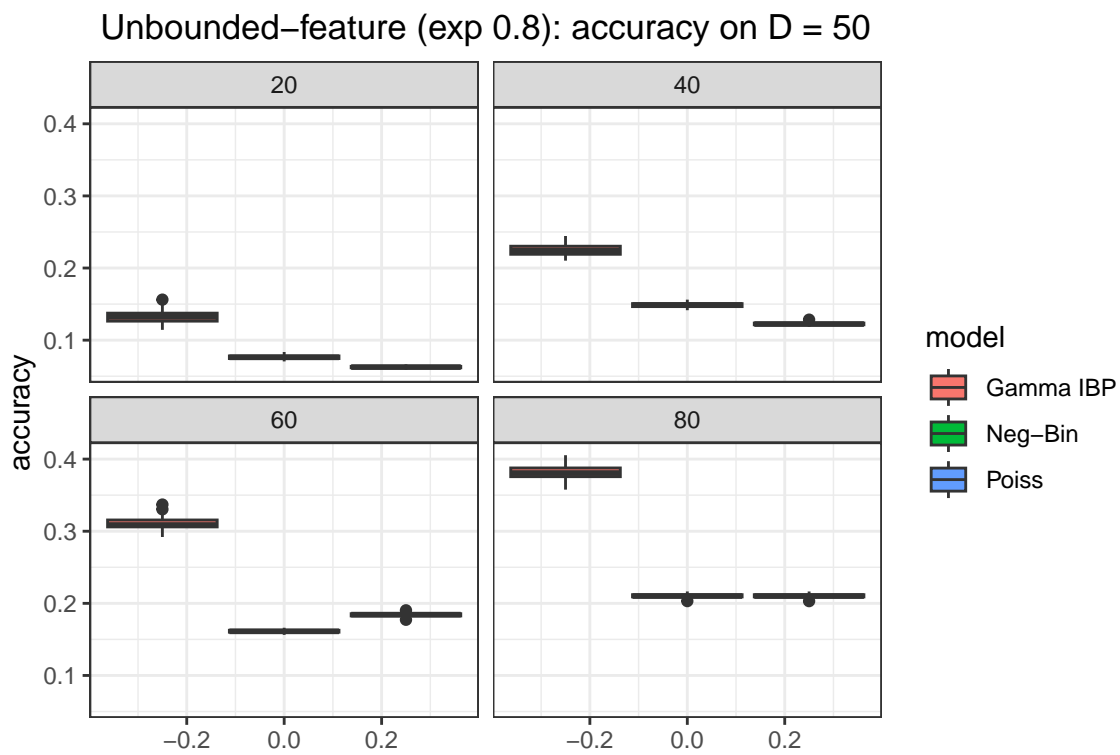 Unbounded−feature (exp 0.8): accuracy on D = 50
20
40
0.4
0.3
0.2
0.1
60
80
0.4
0.3
0.2
0.1
−0.2 0.0 0.2
−0.2 0.0 0.2
accuracy
model
Gamma IBP
Neg−Bin
Poiss